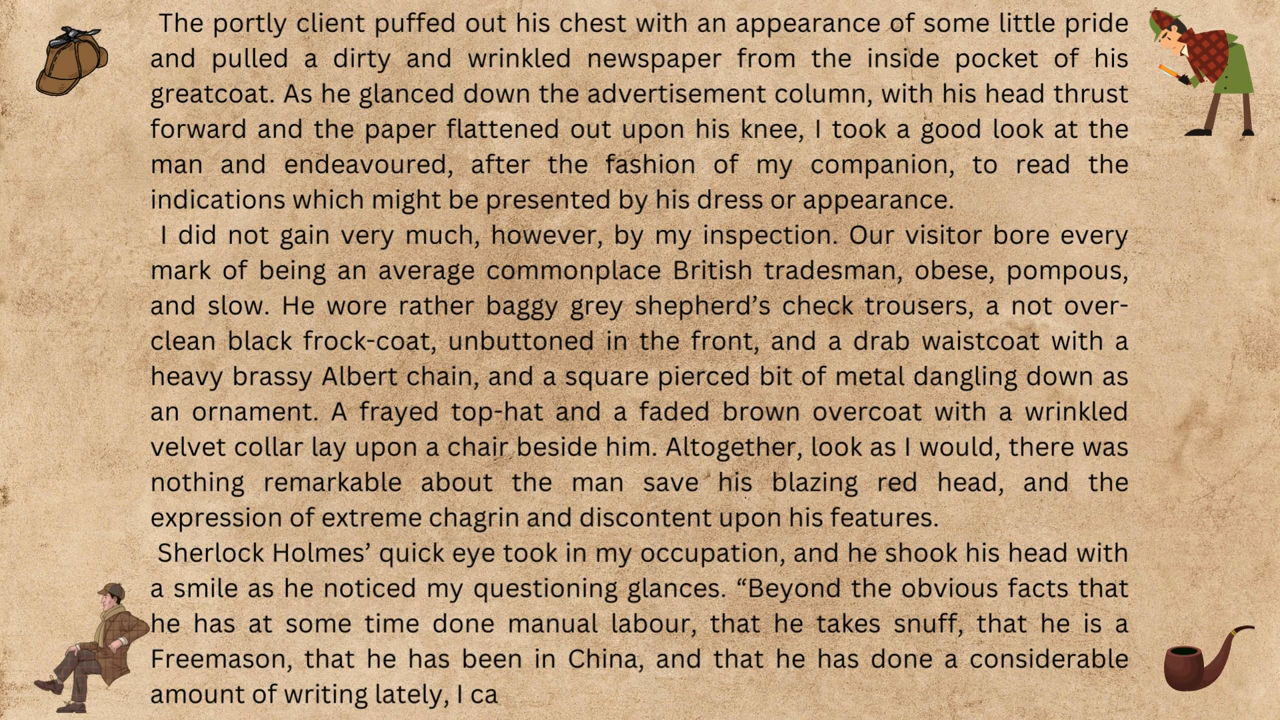 The portly client puffed out his chest with an appearance of some little pride
and pulled a dirty and wrinkled newspaper from the inside pocket of his
greatcoat. As he glanced down the advertisement column, with his head thrust
forward and the paper flattened out upon his knee, I took a good look at the
man and endeavoured, after the fashion of my companion, to read the
indications which might be presented by his dress or appearance.
I did not gain very much, however, by my inspection. Our visitor bore every
mark of being an average commonplace British tradesman, obese, pompous,
and slow. He wore rather baggy grey shepherd’s check trousers, a not over-
clean black frock-coat, unbuttoned in the front, and a drab waistcoat with a
heavy brassy Albert chain, and a square pierced bit of metal dangling down as
an ornament. A frayed top-hat and a faded brown overcoat with a wrinkled
velvet collar lay upon a chair beside him. Altogether, look as I would, there was
nothing remarkable about the man save his blazing red head, and the
expression of extreme chagrin and discontent upon his features.
Sherlock Holmes’ quick eye took in my occupation, and he shook his head with
a smile as he noticed my questioning glances. “Beyond the obvious facts that
he has at some time done manual labour, that he takes snuff, that he is a
Freemason, that he has been in China, and that he has done a considerable
amount of writing lately, I ca